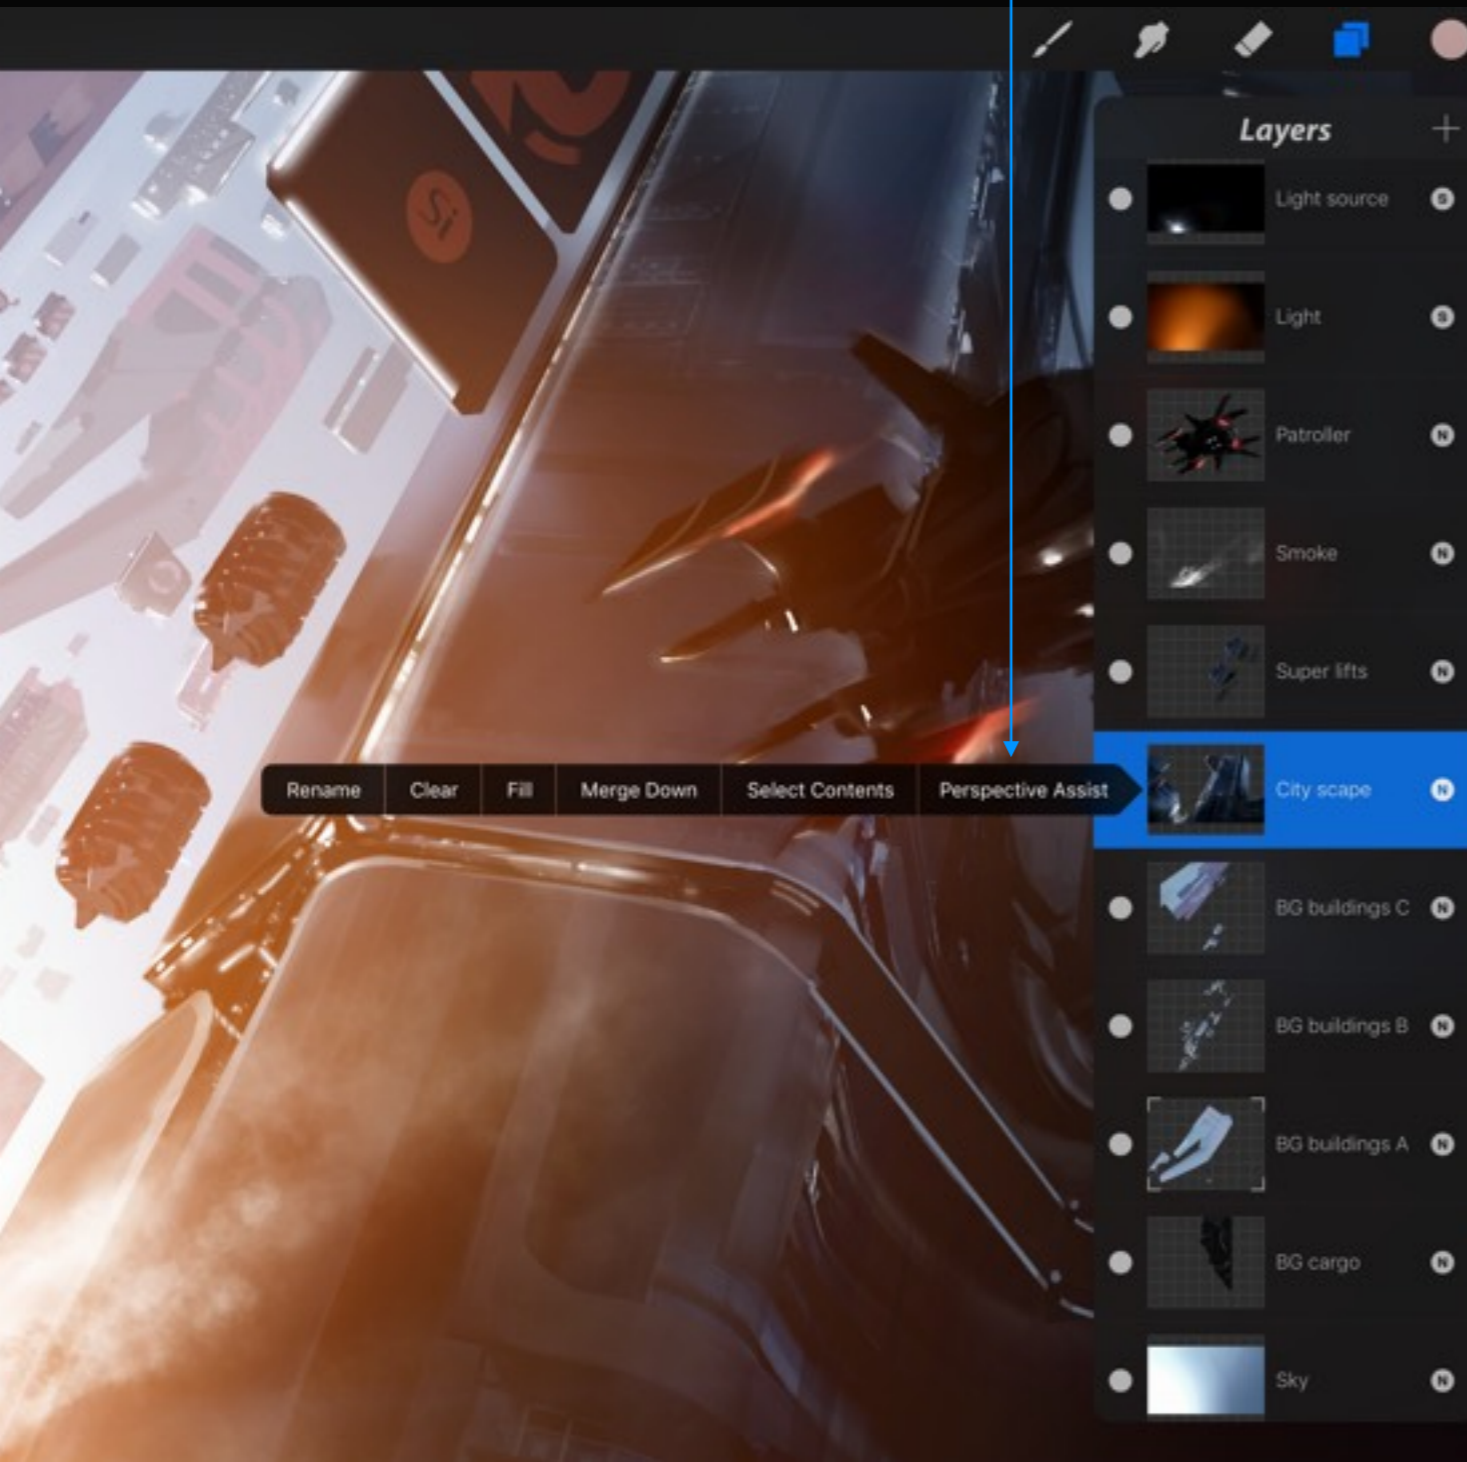 Layers
Si
Light source S
Light S
Patroller N
Smoke N
Super lifts N
Rename Clear Fill Merge Down Select Contents Perspective Assist
City scape N
BG buildings C N
BG buildings B N
BG buildings A N
BG cargo N
Sky N